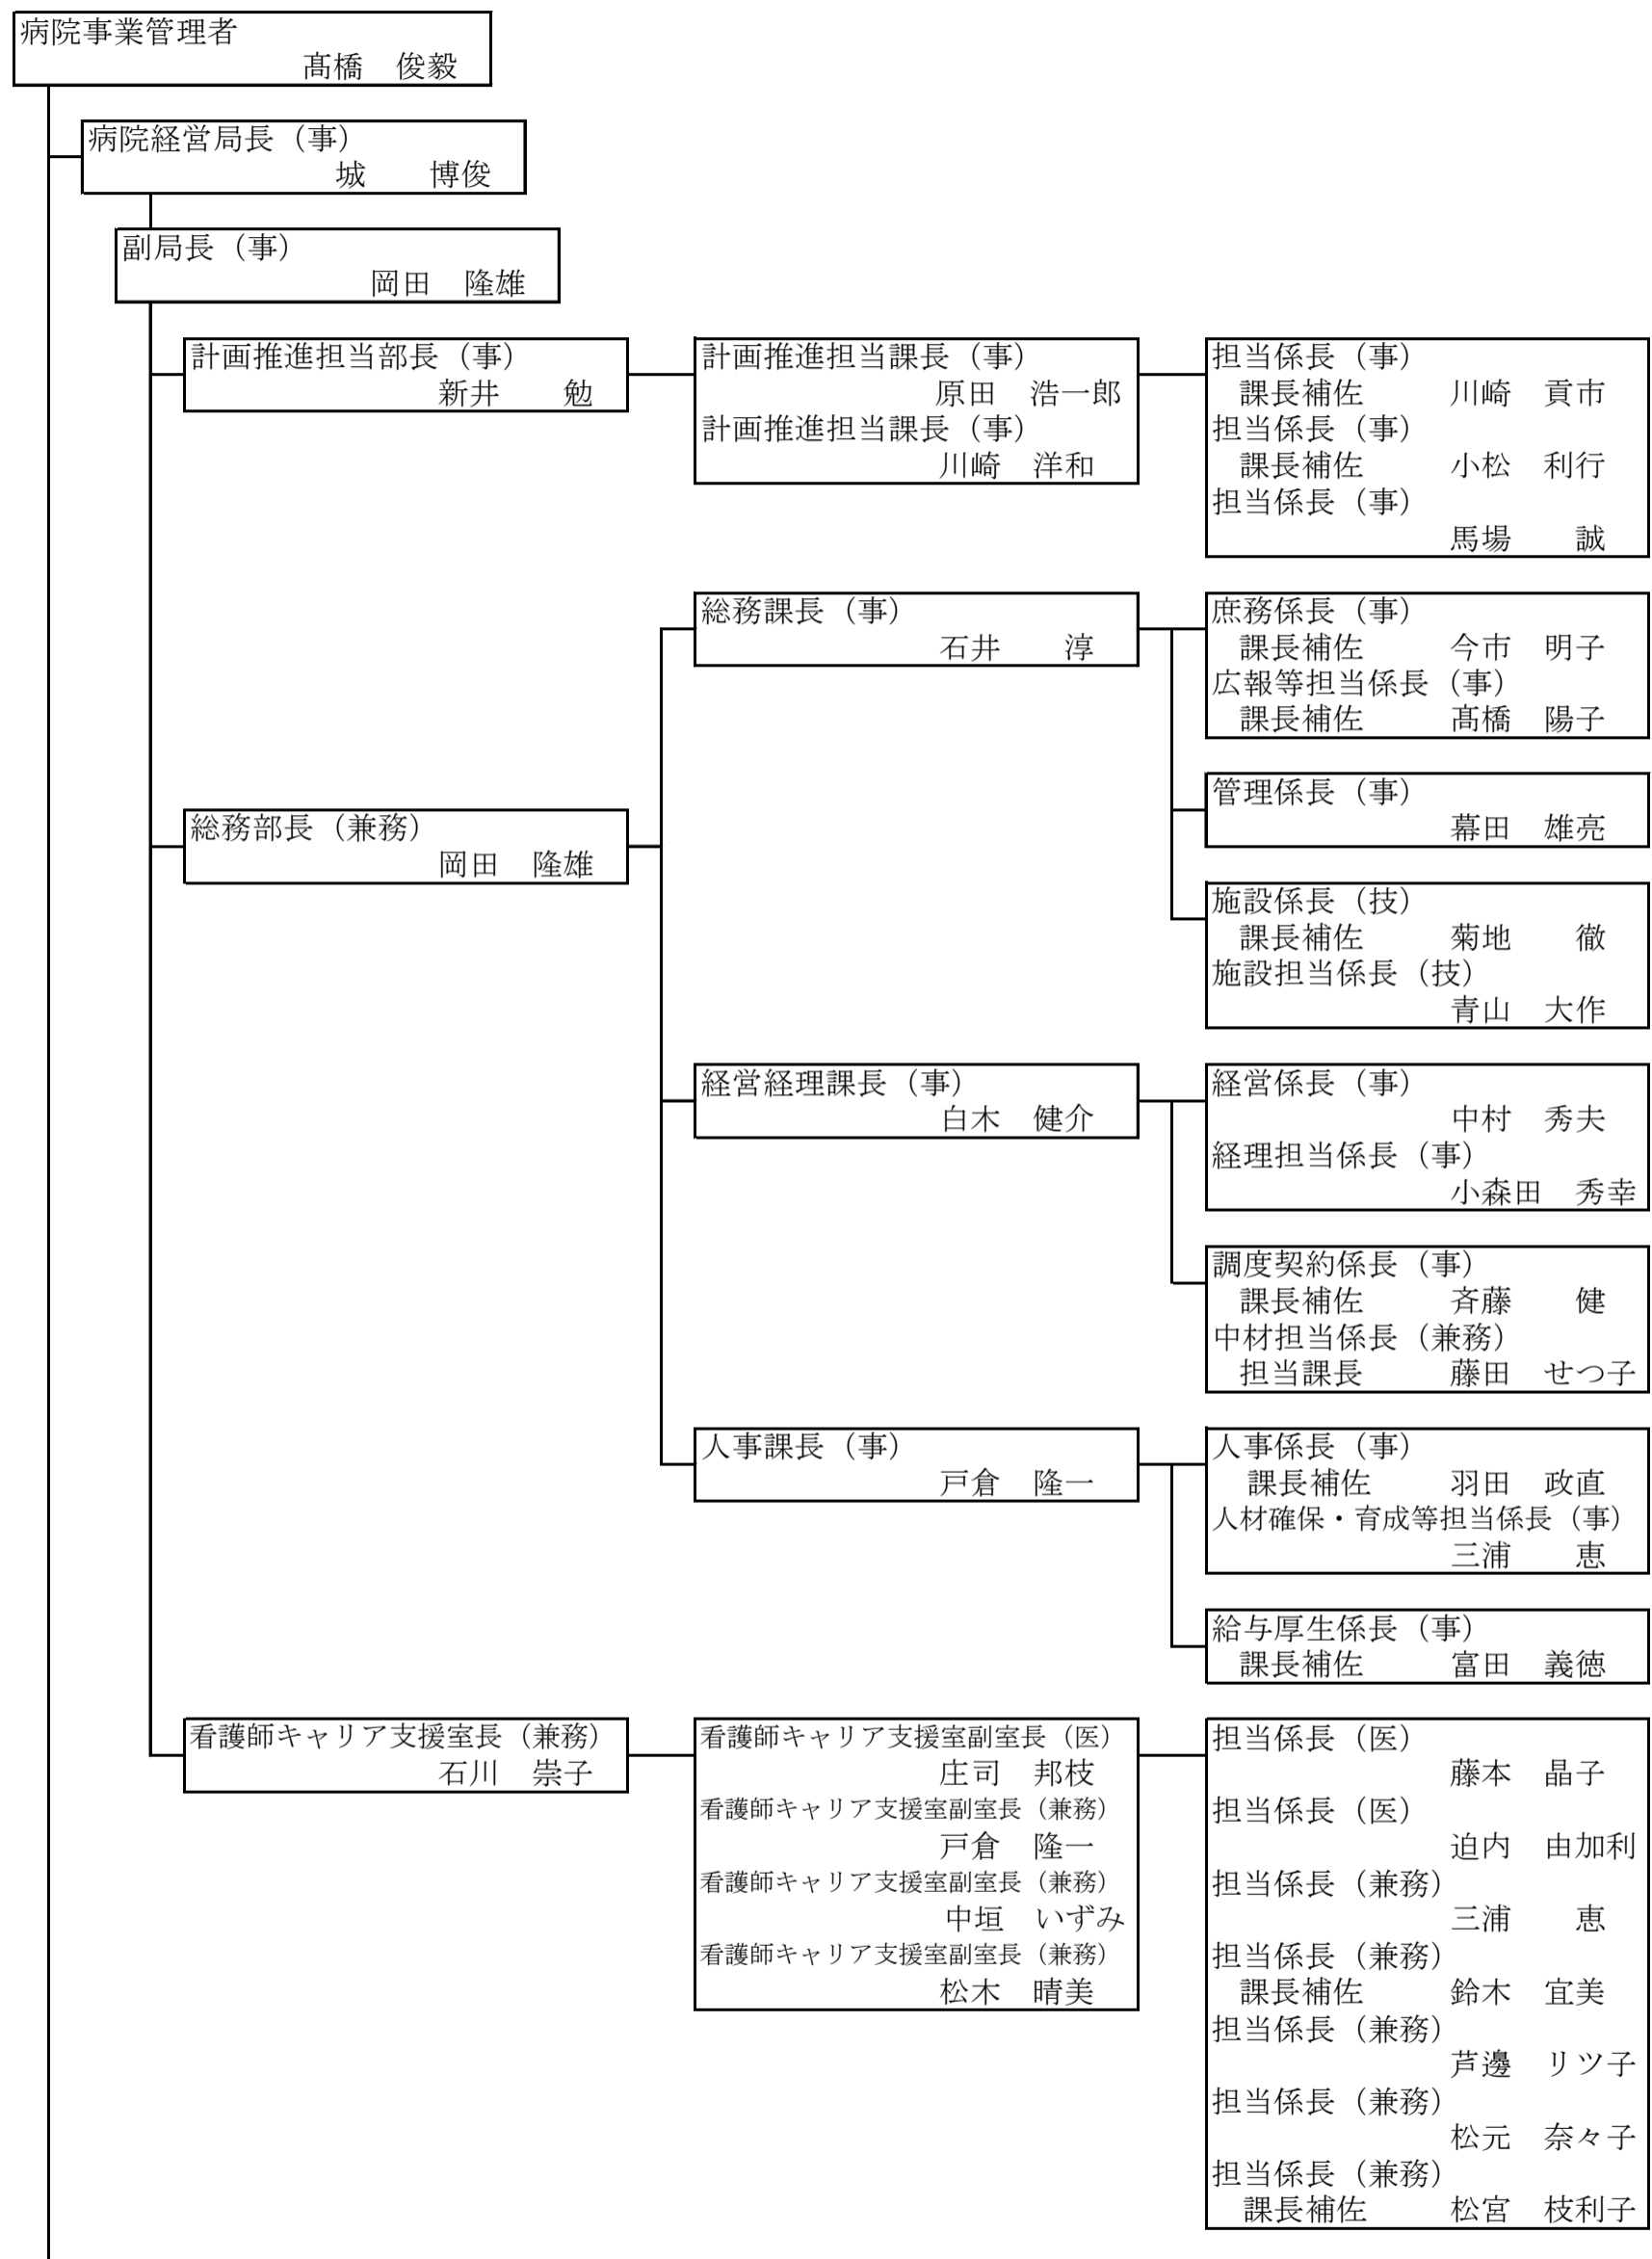 病院事業管理者
髙橋　俊毅
病院経営局長（事）
城　　博俊
副局長（事）
岡田　隆雄
計画推進担当部長（事）
新井　　勉
計画推進担当課長（事）
原田　浩一郎
計画推進担当課長（事）
川崎　洋和
担当係長（事）
課長補佐　　川崎　貢市
担当係長（事）
課長補佐　　小松　利行
担当係長（事）
馬場　　誠
総務部長（兼務）
岡田　隆雄
総務課長（事）
石井　　淳
庶務係長（事）
課長補佐　　今市　明子
広報等担当係長（事）
課長補佐　　髙橋　陽子
管理係長（事）
幕田　雄亮
施設係長（技）
課長補佐　　菊地　　徹
施設担当係長（技）
青山　大作
経営経理課長（事）
白木　健介
経営係長（事）
中村　秀夫
経理担当係長（事）
小森田　秀幸
調度契約係長（事）
課長補佐　　斉藤　　健
中材担当係長（兼務）
担当課長　　藤田　せつ子
人事課長（事）
戸倉　隆一
人事係長（事）
課長補佐　　羽田　政直
人材確保・育成等担当係長（事）
三浦　　恵
給与厚生係長（事）
課長補佐　　富田　義徳
看護師キャリア支援室長（兼務）
石川　崇子
看護師キャリア支援室副室長（医）
庄司　邦枝
看護師キャリア支援室副室長（兼務）
戸倉　隆一
看護師キャリア支援室副室長（兼務）
中垣　いずみ
看護師キャリア支援室副室長（兼務）
松木　晴美
担当係長（医）
藤本　晶子
担当係長（医）
迫内　由加利
担当係長（兼務）
三浦　　恵
担当係長（兼務）
課長補佐　　鈴木　宜美
担当係長（兼務）
芦邊　リツ子
担当係長（兼務）
松元　奈々子
担当係長（兼務）
課長補佐　　松宮　枝利子